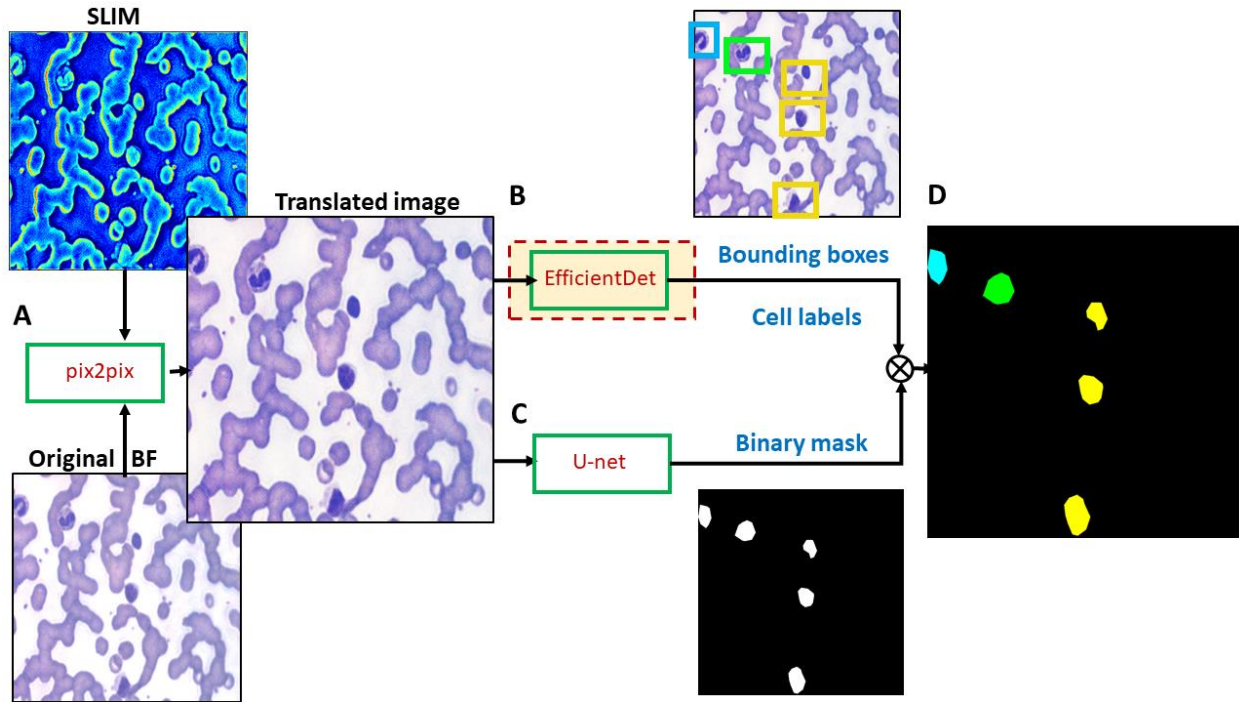 SLIM
A
pix2pix
Original BF
Translated image
B
EfficientDet
Bounding boxes
Cell labels
C
U-net
Binary mask
D